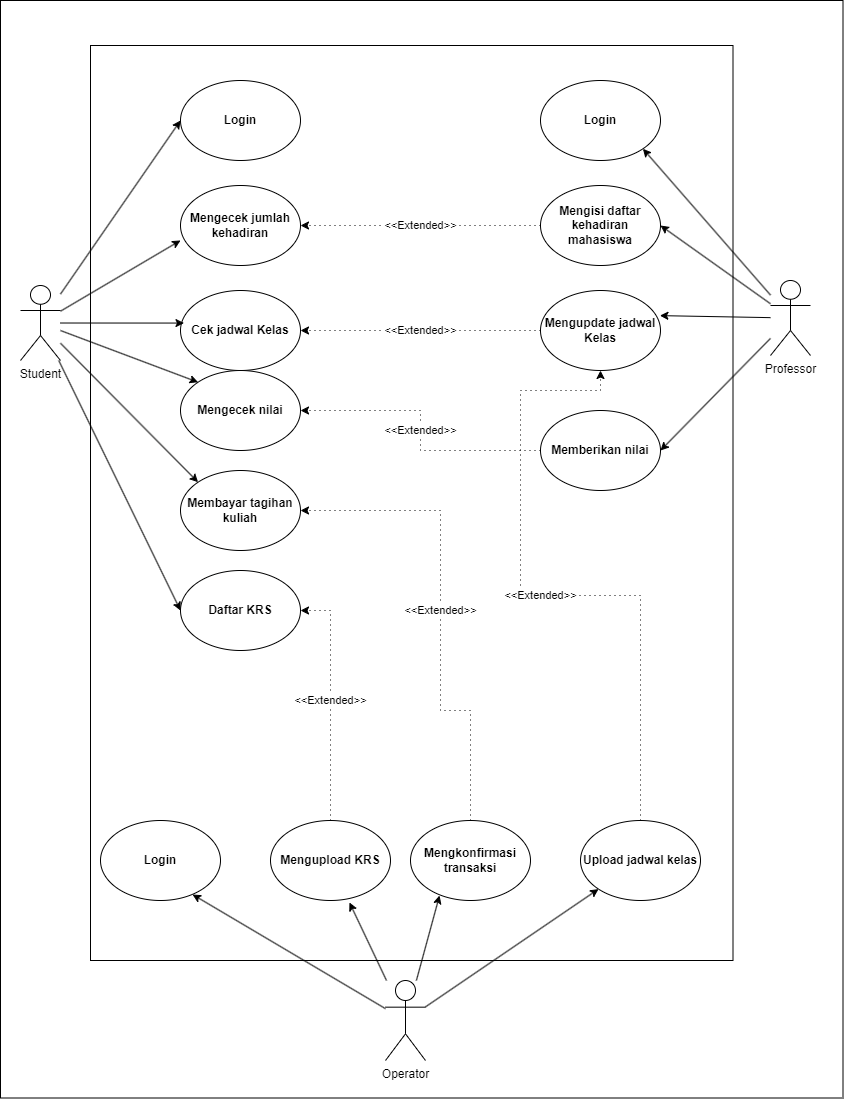 Login
Login
Mengecek jumlah
kehadiran
<<Extended>>
Mengisi daftar
kehadiran
mahasiswa
Student
Cek jadwal Kelas
<<Extended>>
Mengupdate jadwal
Kelas
Professor
Mengecek nilai
<<Extended>>
Memberikan nilai
Membayar tagihan
kuliah
<<Extended>>
Daftar KRS
<<Extended>>
<<Extended>>
Login
Mengupload KRS
Mengkonfirmasi
transaksi
Upload jadwal kelas
Operator